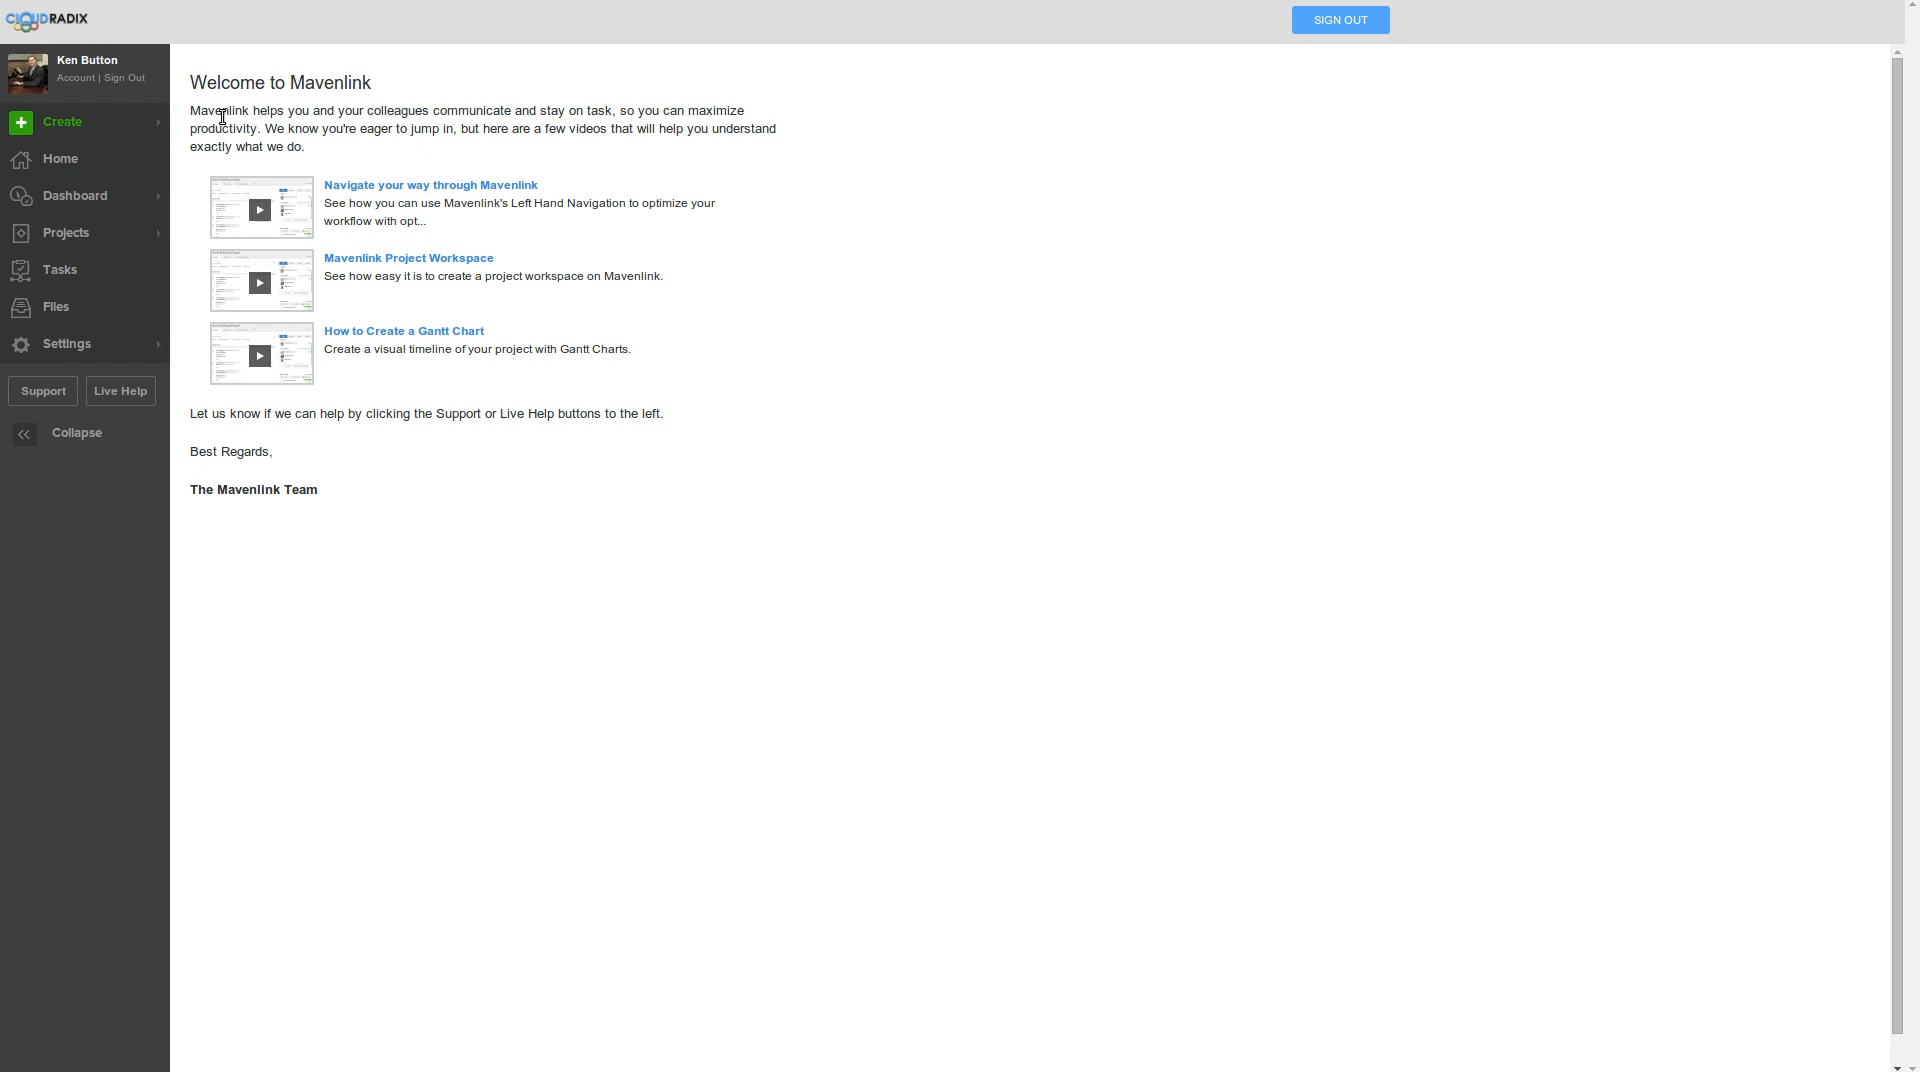 CLOUDRADIX
SIGN OUT
Ken Button
Account | Sign Out
Create
Home
Dashboard
Projects
Tasks
Files
Settings
Support
Live Help
Collapse
Welcome to Mavenlink
Mavenlink helps you and your colleagues communicate and stay on task, so you can maximize
productivity. We know you're eager to jump in, but here are a few videos that will help you understand
exactly what we do.
Navigate your way through Mavenlink
See how you can use Mavenlink's Left Hand Navigation to optimize your
workflow with opt...
Mavenlink Project Workspace
See how easy it is to create a project workspace on Mavenlink.
How to Create a Gantt Chart
Create a visual timeline of your project with Gantt Charts.
Let us know if we can help by clicking the Support or Live Help buttons to the left.
Best Regards,
The Mavenlink Team